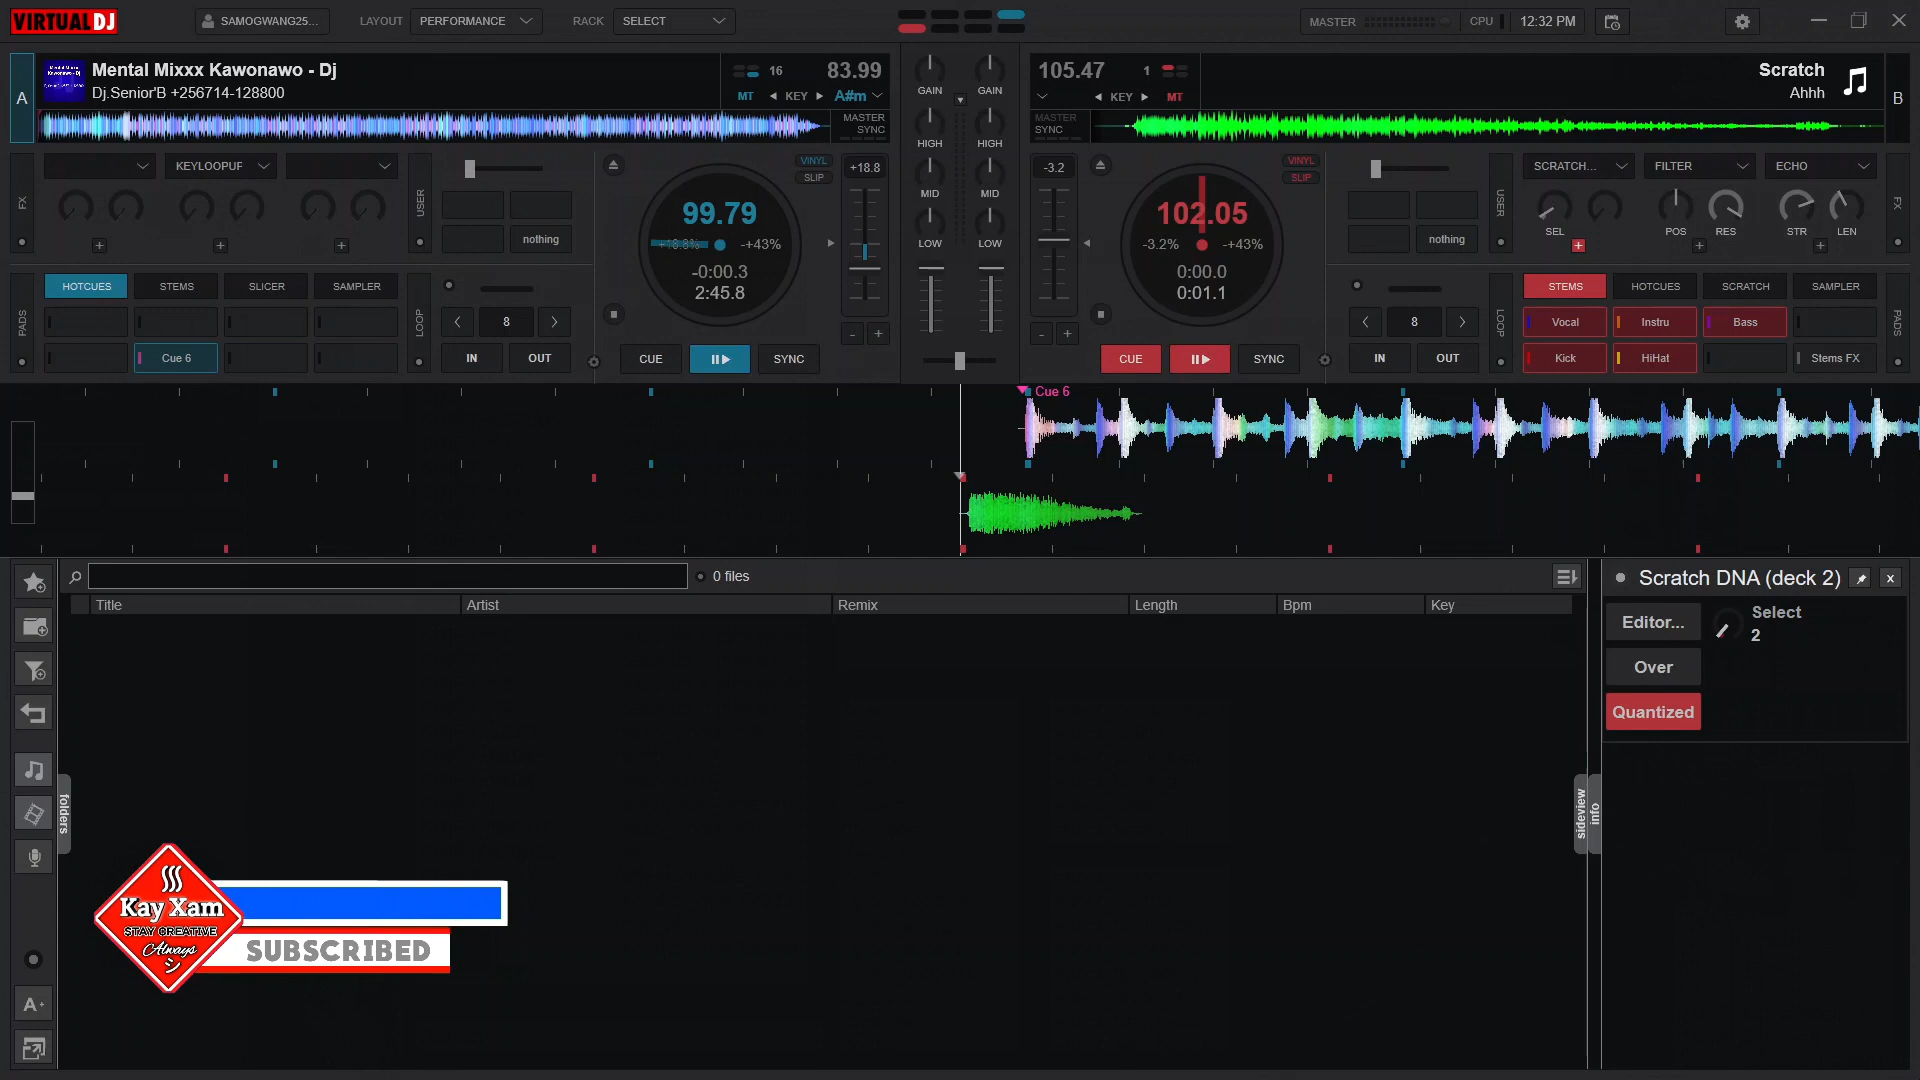 VIRTUAL DJ
SAMOGWANG25...
LAYOUT PERFORMANCE
RACK SELECT
MASTER
CPU
12:32 PM
A
Mental Mixxx Kawonawo - Dj
Dj.Senior'B +256714-128800
16
83.99
MT
KEY
A#m
MASTER
SYNC
GAIN
GAIN
HIGH
HIGH
MID
MID
LOW
LOW
105.47
1
KEY
MT
MASTER
SYNC
Scratch
Ahhh
B
FX
KEYLOOPUF
USER
nothing
VINYL
SLIP
+18.8
99.79
+18.8%
-+43%
-0:00.3
2:45.8
-
+
-3.2
-
+
VINYL
SLIP
102.05
-3.2%
-+43%
0:00.0
0:01.1
nothing
USER
SCRATCH...
FILTER
ECHO
SEL
POS
RES
STR
LEN
FX
PADS
HOTCUES
STEMS
SLICER
SAMPLER
Cue 6
LOOP
8
IN
OUT
CUE
SYNC
CUE
SYNC
8
IN
OUT
LOOP
STEMS
HOTCUES
SCRATCH
SAMPLER
Vocal
Instru
Bass
Kick
HiHat
Stems FX
PADS
Cue 6
0 files
Title
Artist
Remix
Length
Bpm
Key
folders
sideview
info
Scratch DNA (deck 2)
x
Editor...
Select
2
Over
Quantized
Kay Xam
STAY CREATIVE
Always
シ
SUBSCRIBED
A+